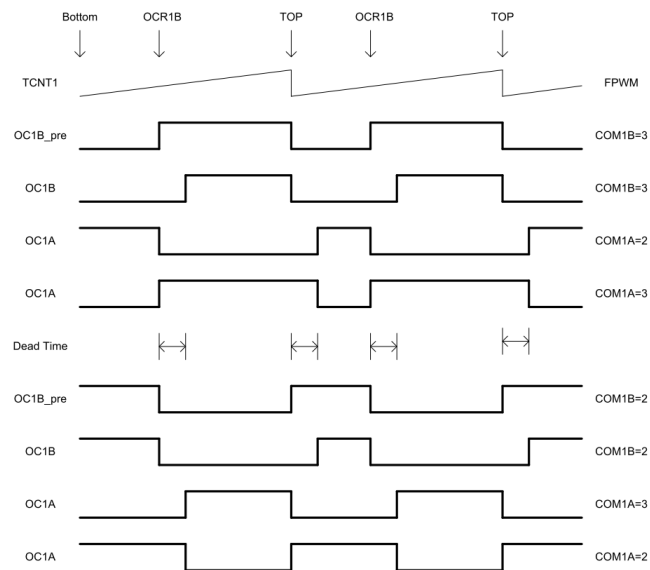 Bottom OCR1B TOP OCR1B TOP
TCNT1 FPWM
OC1B_pre COM1B=3
OC1B COM1B=3
OC1A COM1A=2
OC1A COM1A=3
Dead Time
OC1B_pre COM1B=2
OC1B COM1B=2
OC1A COM1A=3
OC1A COM1A=2